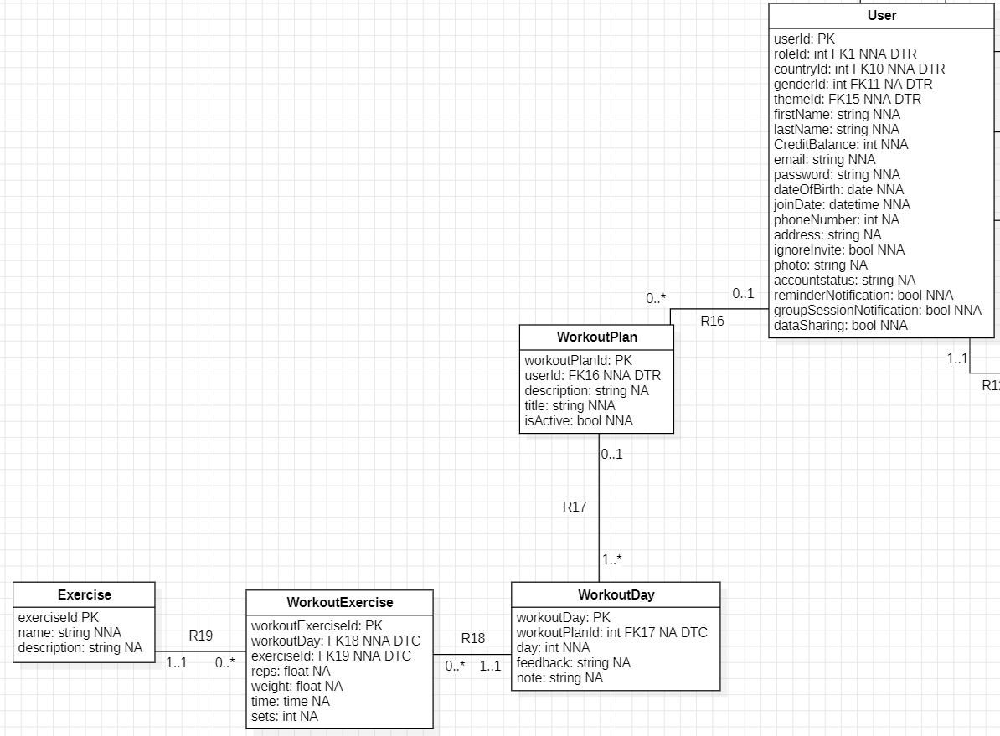 User
userId: PK
roleId: int FK1 NNA DTR
countryId: int FK10 NNA DTR
genderId: int FK11 NA DTR
themeId: FK15 NNA DTR
firstName: string NNA
lastName: string NNA
CreditBalance: int NNA
email: string NNA
password: string NNA
dateOfBirth: date NNA
joinDate: datetime NNA
phoneNumber: int NA
address: string NA
ignoreInvite: bool NNA
photo: string NA
accountstatus: string NA
reminderNotification: bool NNA
groupSessionNotification: bool NNA
dataSharing: bool NNA
0..*
0..1
R16
1..1
WorkoutPlan
workoutPlanId: PK
userId: FK16 NNA DTR
description: string NA
title: string NNA
isActive: bool NNA
0..1
R17
1..*
Exercise
exerciseId PK
name: string NNA
description: string NA
R19
1..1
0..*
WorkoutExercise
workoutExerciseId: PK
workoutDay: FK18 NNA DTC
exerciseId: FK19 NNA DTC
reps: float NA
weight: float NA
time: time NA
sets: int NA
R18
0..*
1..1
WorkoutDay
workoutDay: PK
workoutPlanId: int FK17 NA DTC
day: int NNA
feedback: string NA
note: string NA